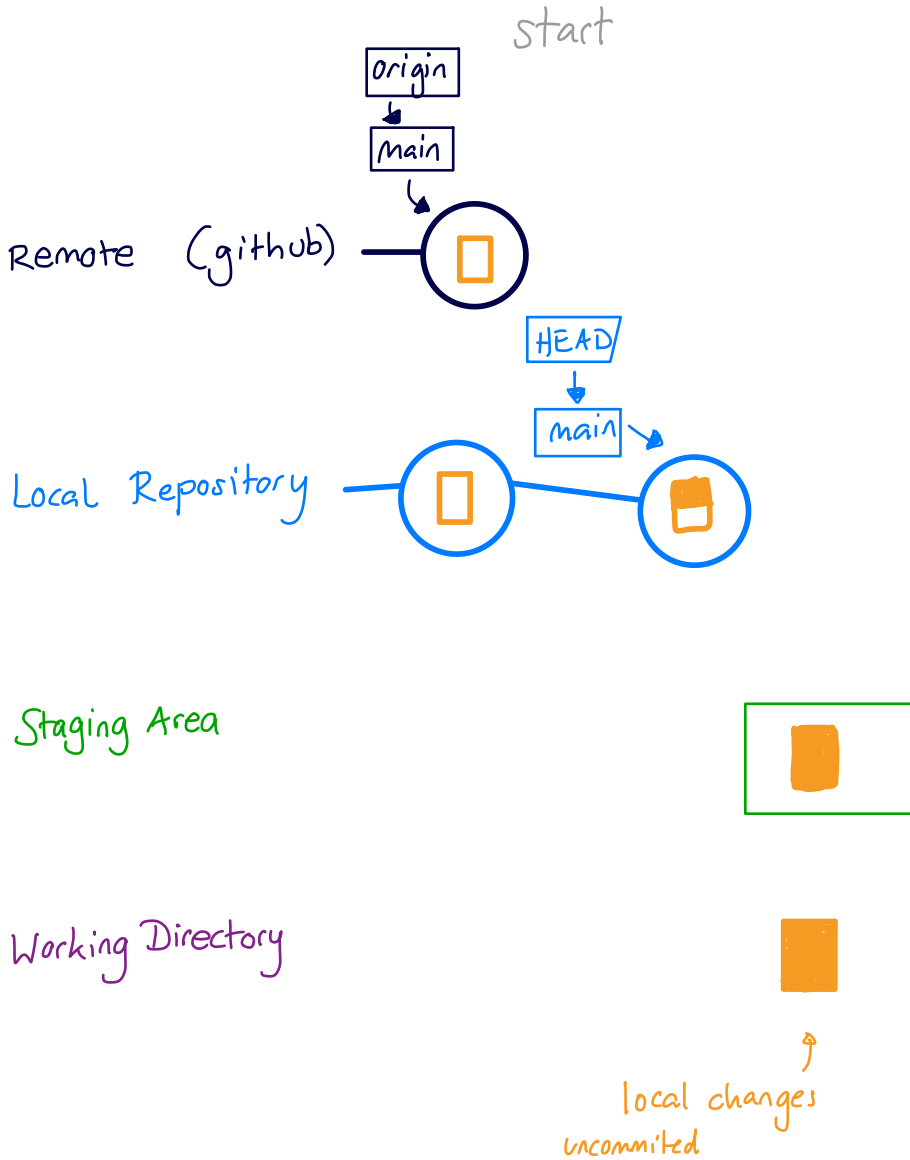 start
origin
main
Remote (github)
HEAD
main
Local Repository
Staging Area
Working Directory
local changes
uncommited